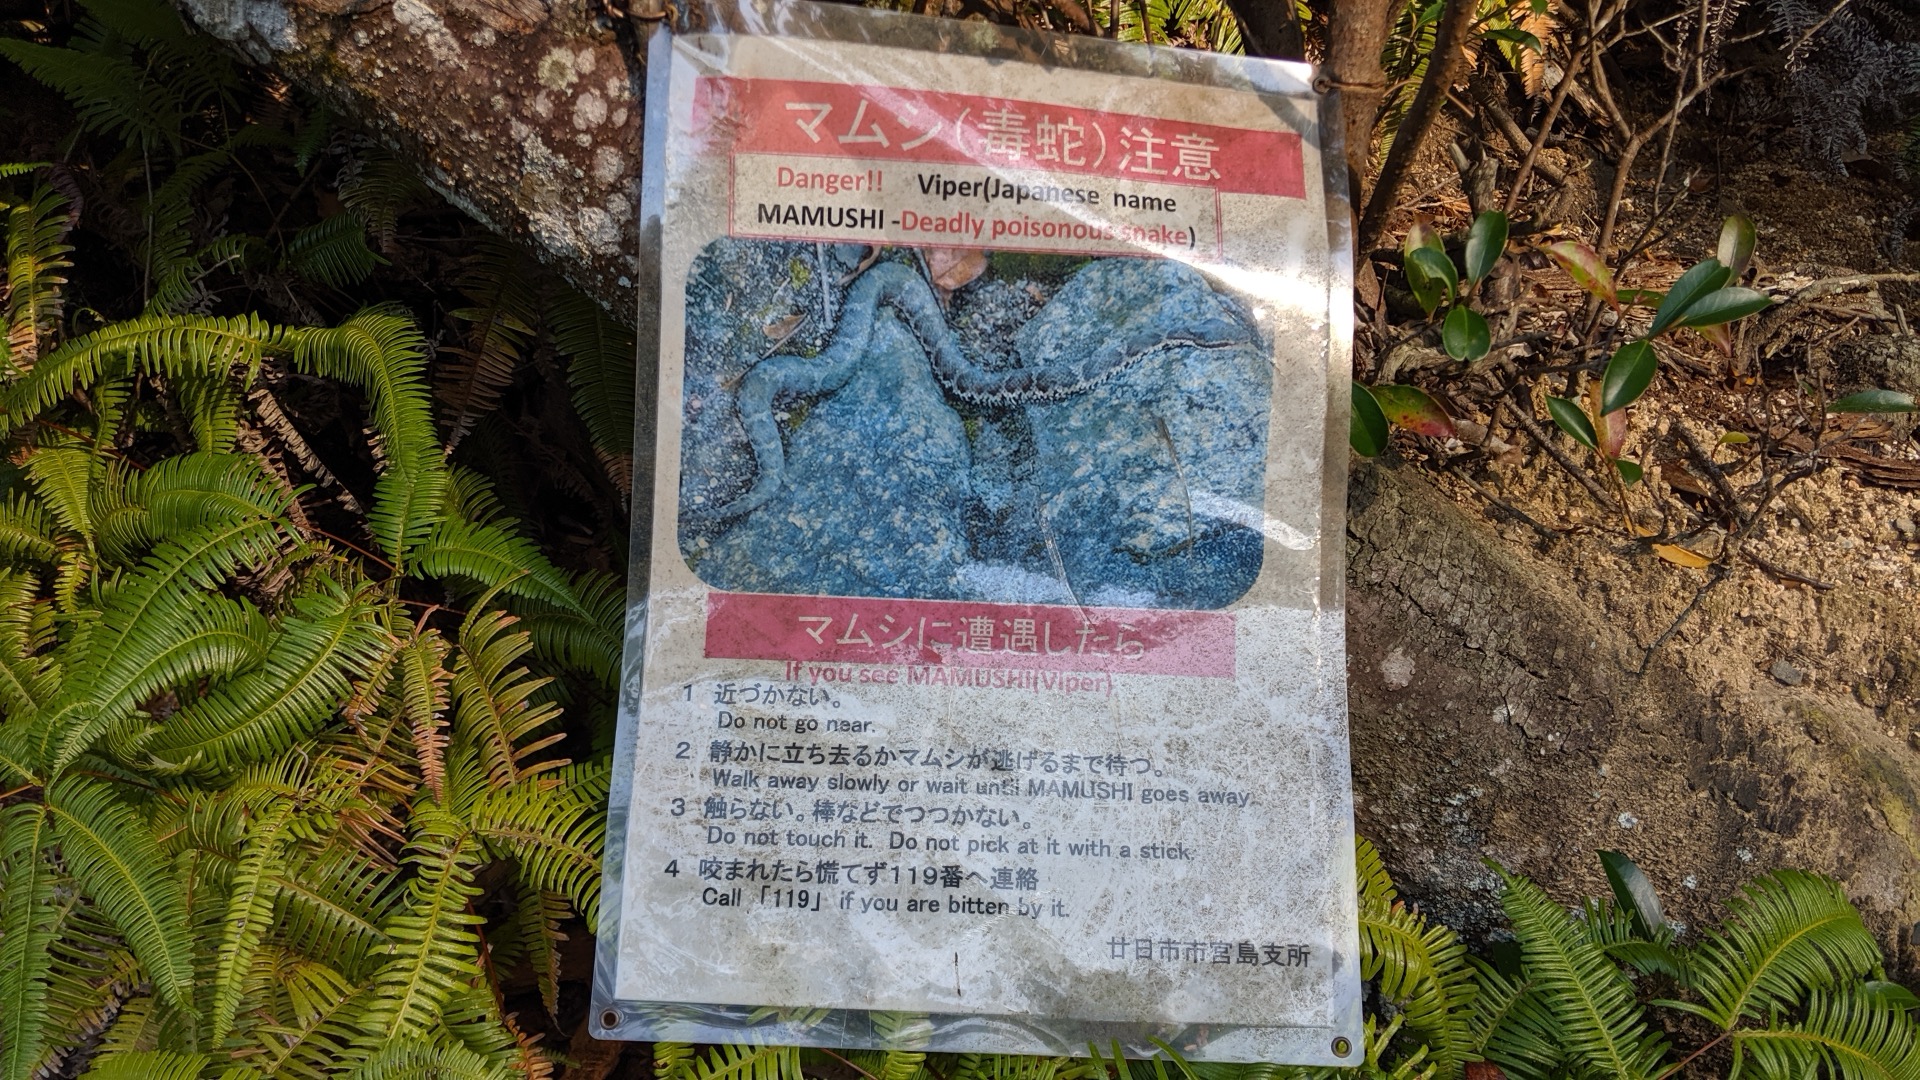 マムシ(毒蛇)注意
Danger!! Viper(Japanese name
MAMUSHI -Deadly poisonous snake)
マムシに遭遇したら
If you see MAMUSHI(Viper)
1 近づかない。
Do not go near.
2 静かに立ち去るかマムシが逃げるまで待つ。
Walk away slowly or wait until MAMUSHI goes away.
3 触らない。棒などでつつかない。
Do not touch it. Do not pick at it with a stick.
4 咬まれたら慌てず119番へ連絡
Call 「119」 if you are bitten by it.
廿日市市宮島支所